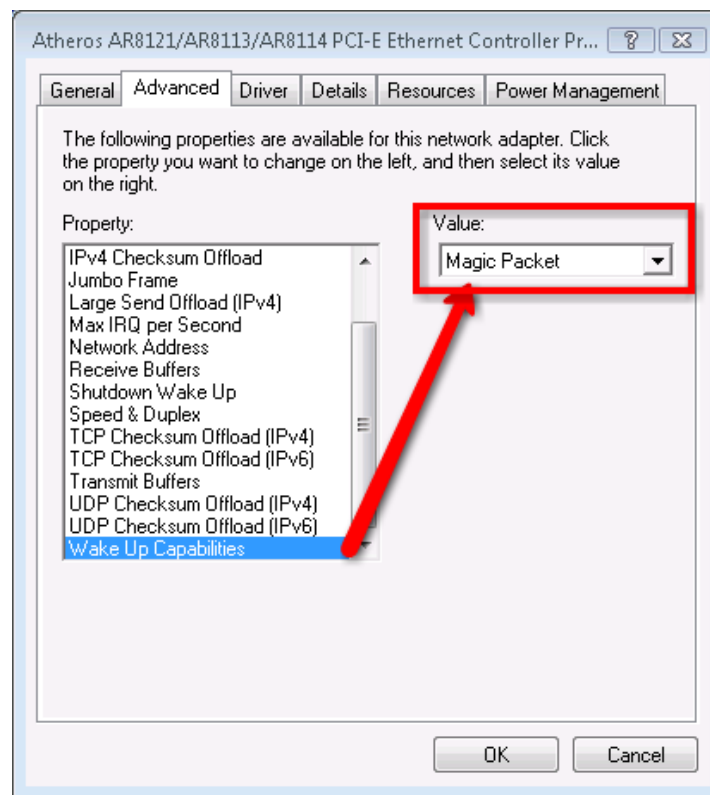 Atheros AR8121/AR8113/AR8114 PCI-E Ethernet Controller Pr...
General Advanced Driver Details Resources Power Management
The following properties are available for this network adapter. Click
the property you want to change on the left, and then select its value
on the right.
Property:
Value:
IPv4 Checksum Offload
Jumbo Frame
Large Send Offload (IPv4)
Max IRQ per Second
Network Address
Receive Buffers
Shutdown Wake Up
Speed & Duplex
TCP Checksum Offload (IPv4)
TCP Checksum Offload (IPv6)
Transmit Buffers
UDP Checksum Offload (IPv4)
UDP Checksum Offload (IPv6)
Wake Up Capabilities
Magic Packet
OK Cancel